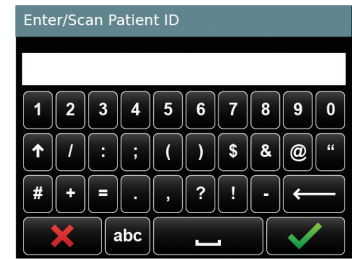 Enter/Scan Patient ID
1 2 3 4 5 6 7 8 9 0
↑ / : ; ( ) $ & @ “
# + = . , ? ! - ←
abc